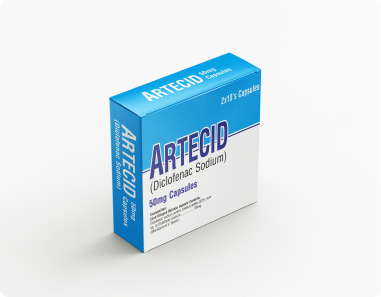 ARTECID 50mg
Capsules
2x10's Capsules
ARTECID
(Diclofenac Sodium)
50mg Capsules
ARTECID 50mg
(Diclofenac Sodium) Capsules